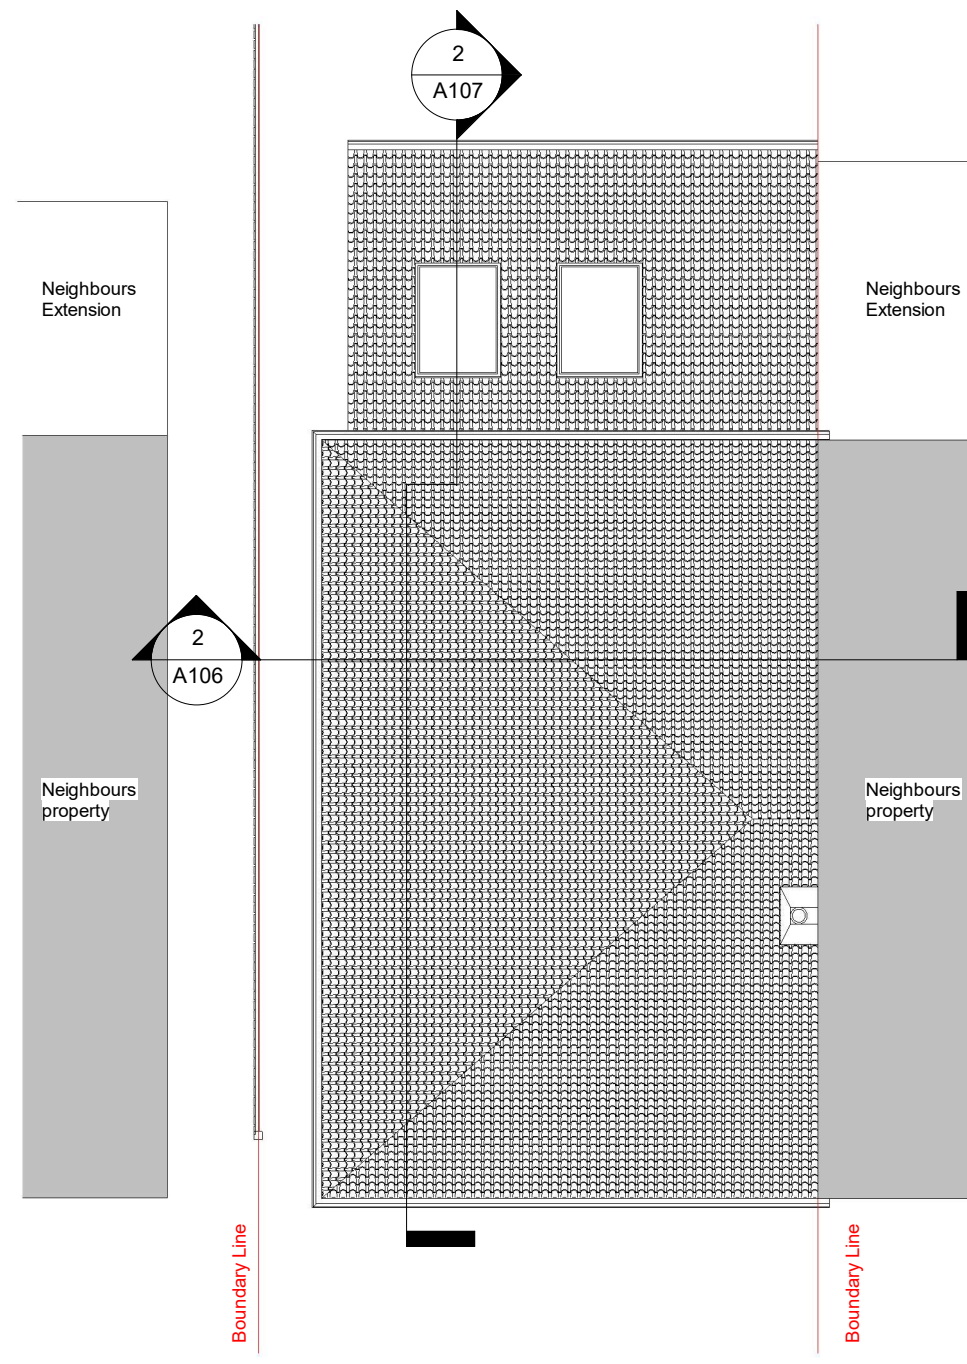 2
A107
Neighbours
Extension
Neighbours
Extension
2
A106
Neighbours
property
Neighbours
property
Boundary Line
Boundary Line